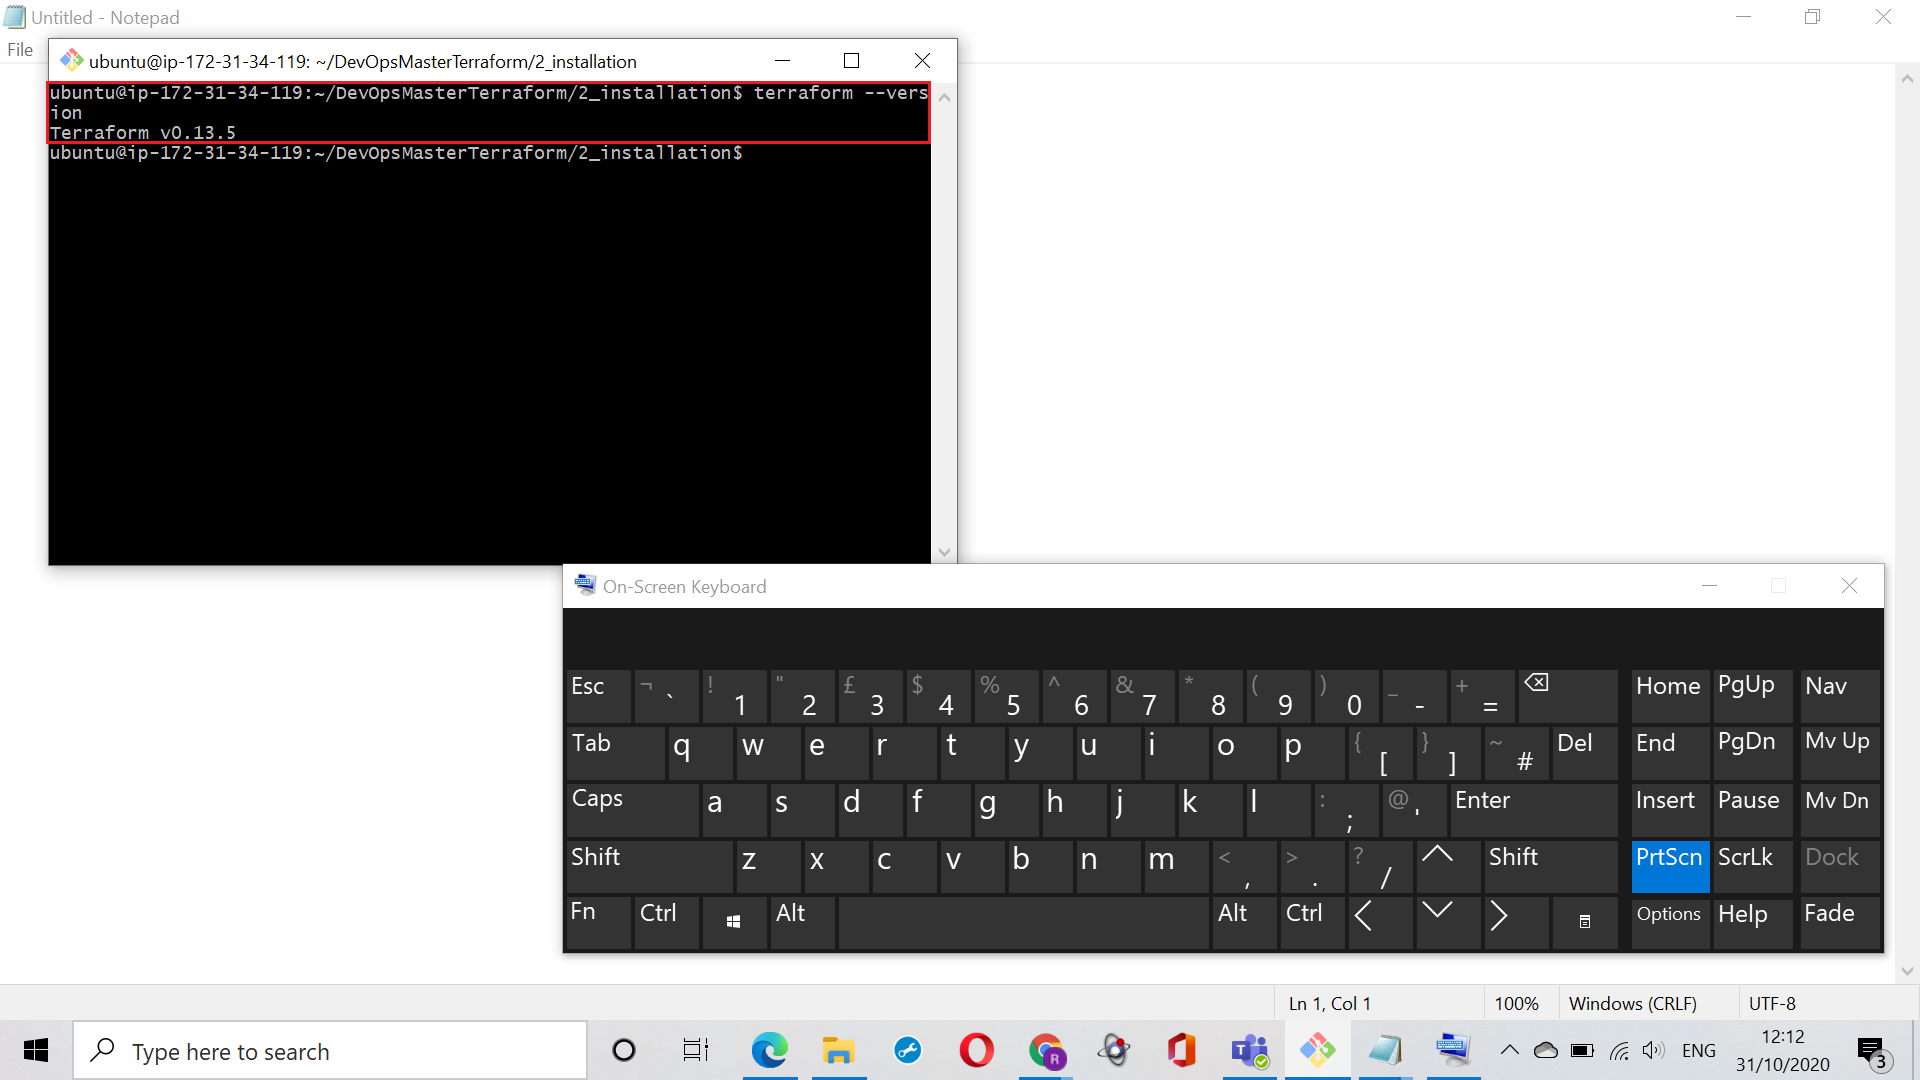 Untitled - Notepad
File
ubuntu@ip-172-31-34-119: ~/DevOpsMasterTerraform/2_installation
ubuntu@ip-172-31-34-119:~/DevOpsMasterTerraform/2_installation$ terraform --vers
ion
Terraform v0.13.5
ubuntu@ip-172-31-34-119:~/DevOpsMasterTerraform/2_installation$
On-Screen Keyboard
Esc ¬ ` ! 1 " 2 £ 3 $ 4 % 5 ^ 6 & 7 * 8 ( 9 ) 0 _ - + = Home PgUp Nav
Tab q w e r t y u i o p { [ } ] ~ # Del End PgDn Mv Up
Caps a s d f g h j k l : ; @ ' Enter Insert Pause Mv Dn
Shift z x c v b n m < , > . ? / Shift PrtScn ScrLk Dock
Fn Ctrl Alt Alt Ctrl Options Help Fade
Ln 1, Col 1 100% Windows (CRLF) UTF-8
Type here to search
R
T
ENG
12:12
31/10/2020
3